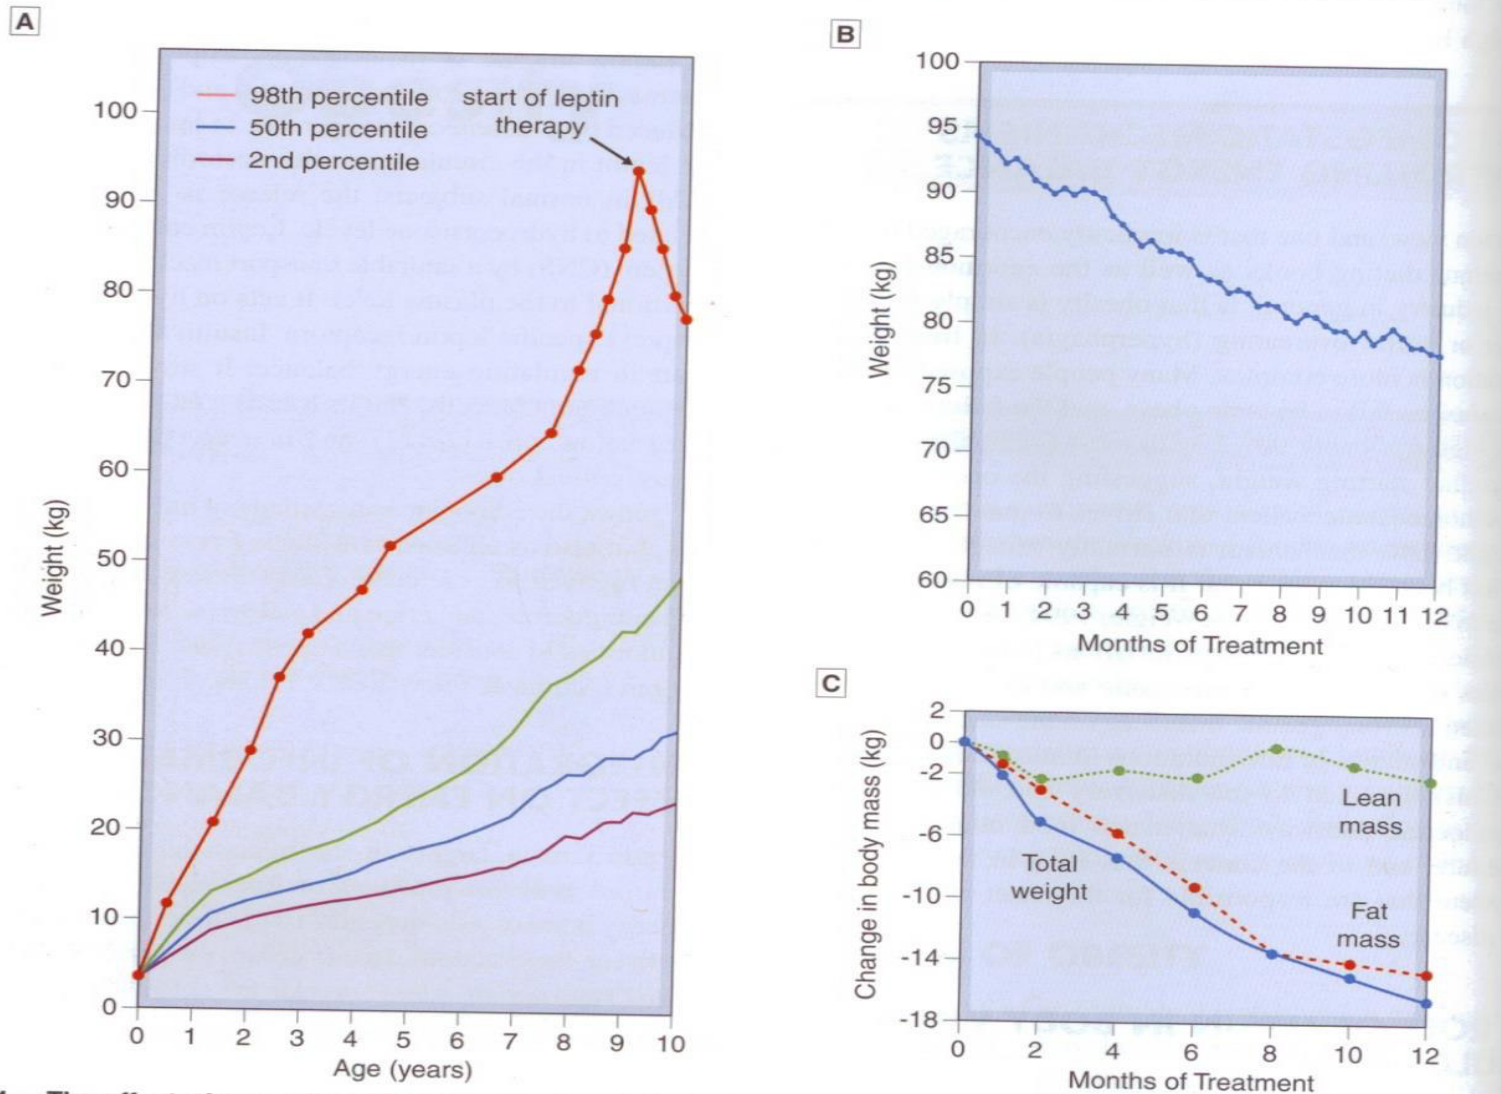 A
98th percentile
50th percentile
2nd percentile
start of leptin
therapy
Weight (kg)
100
90
80
70
60
50
40
30
20
10
0
0 1 2 3 4 5 6 7 8 9 10
Age (years)
B
Weight (kg)
100
95
90
85
80
75
70
65
60
0 1 2 3 4 5 6 7 8 9 10 11 12
Months of Treatment
C
Change in body mass (kg)
2
0
-2
-6
-10
-14
-18
Lean
mass
Total
weight
Fat
mass
0 2 4 6 8 10 12
Months of Treatment